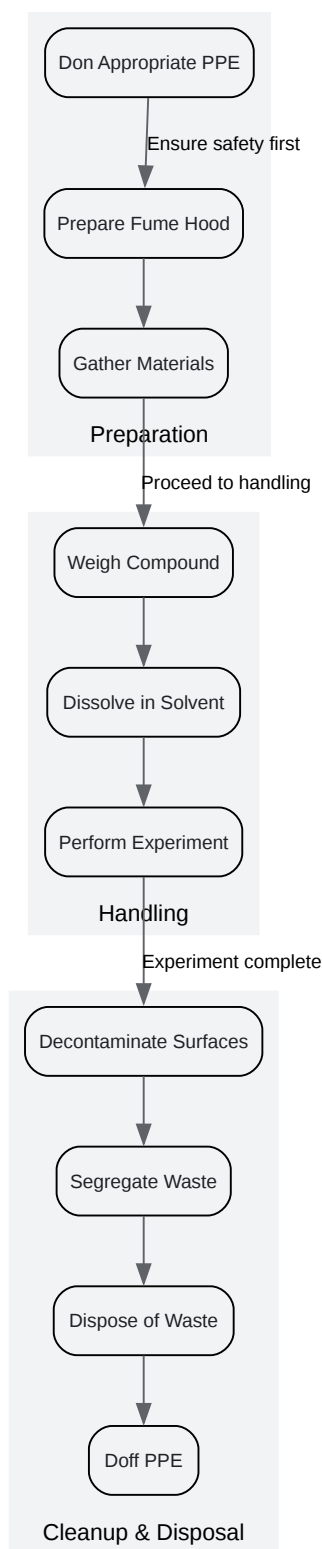 Don Appropriate PPE
Ensure safety first
Prepare Fume Hood
Gather Materials
Preparation
Proceed to handling
Weigh Compound
Dissolve in Solvent
Perform Experiment
Handling
Experiment complete
Decontaminate Surfaces
Segregate Waste
Dispose of Waste
Doff PPE
Cleanup & Disposal